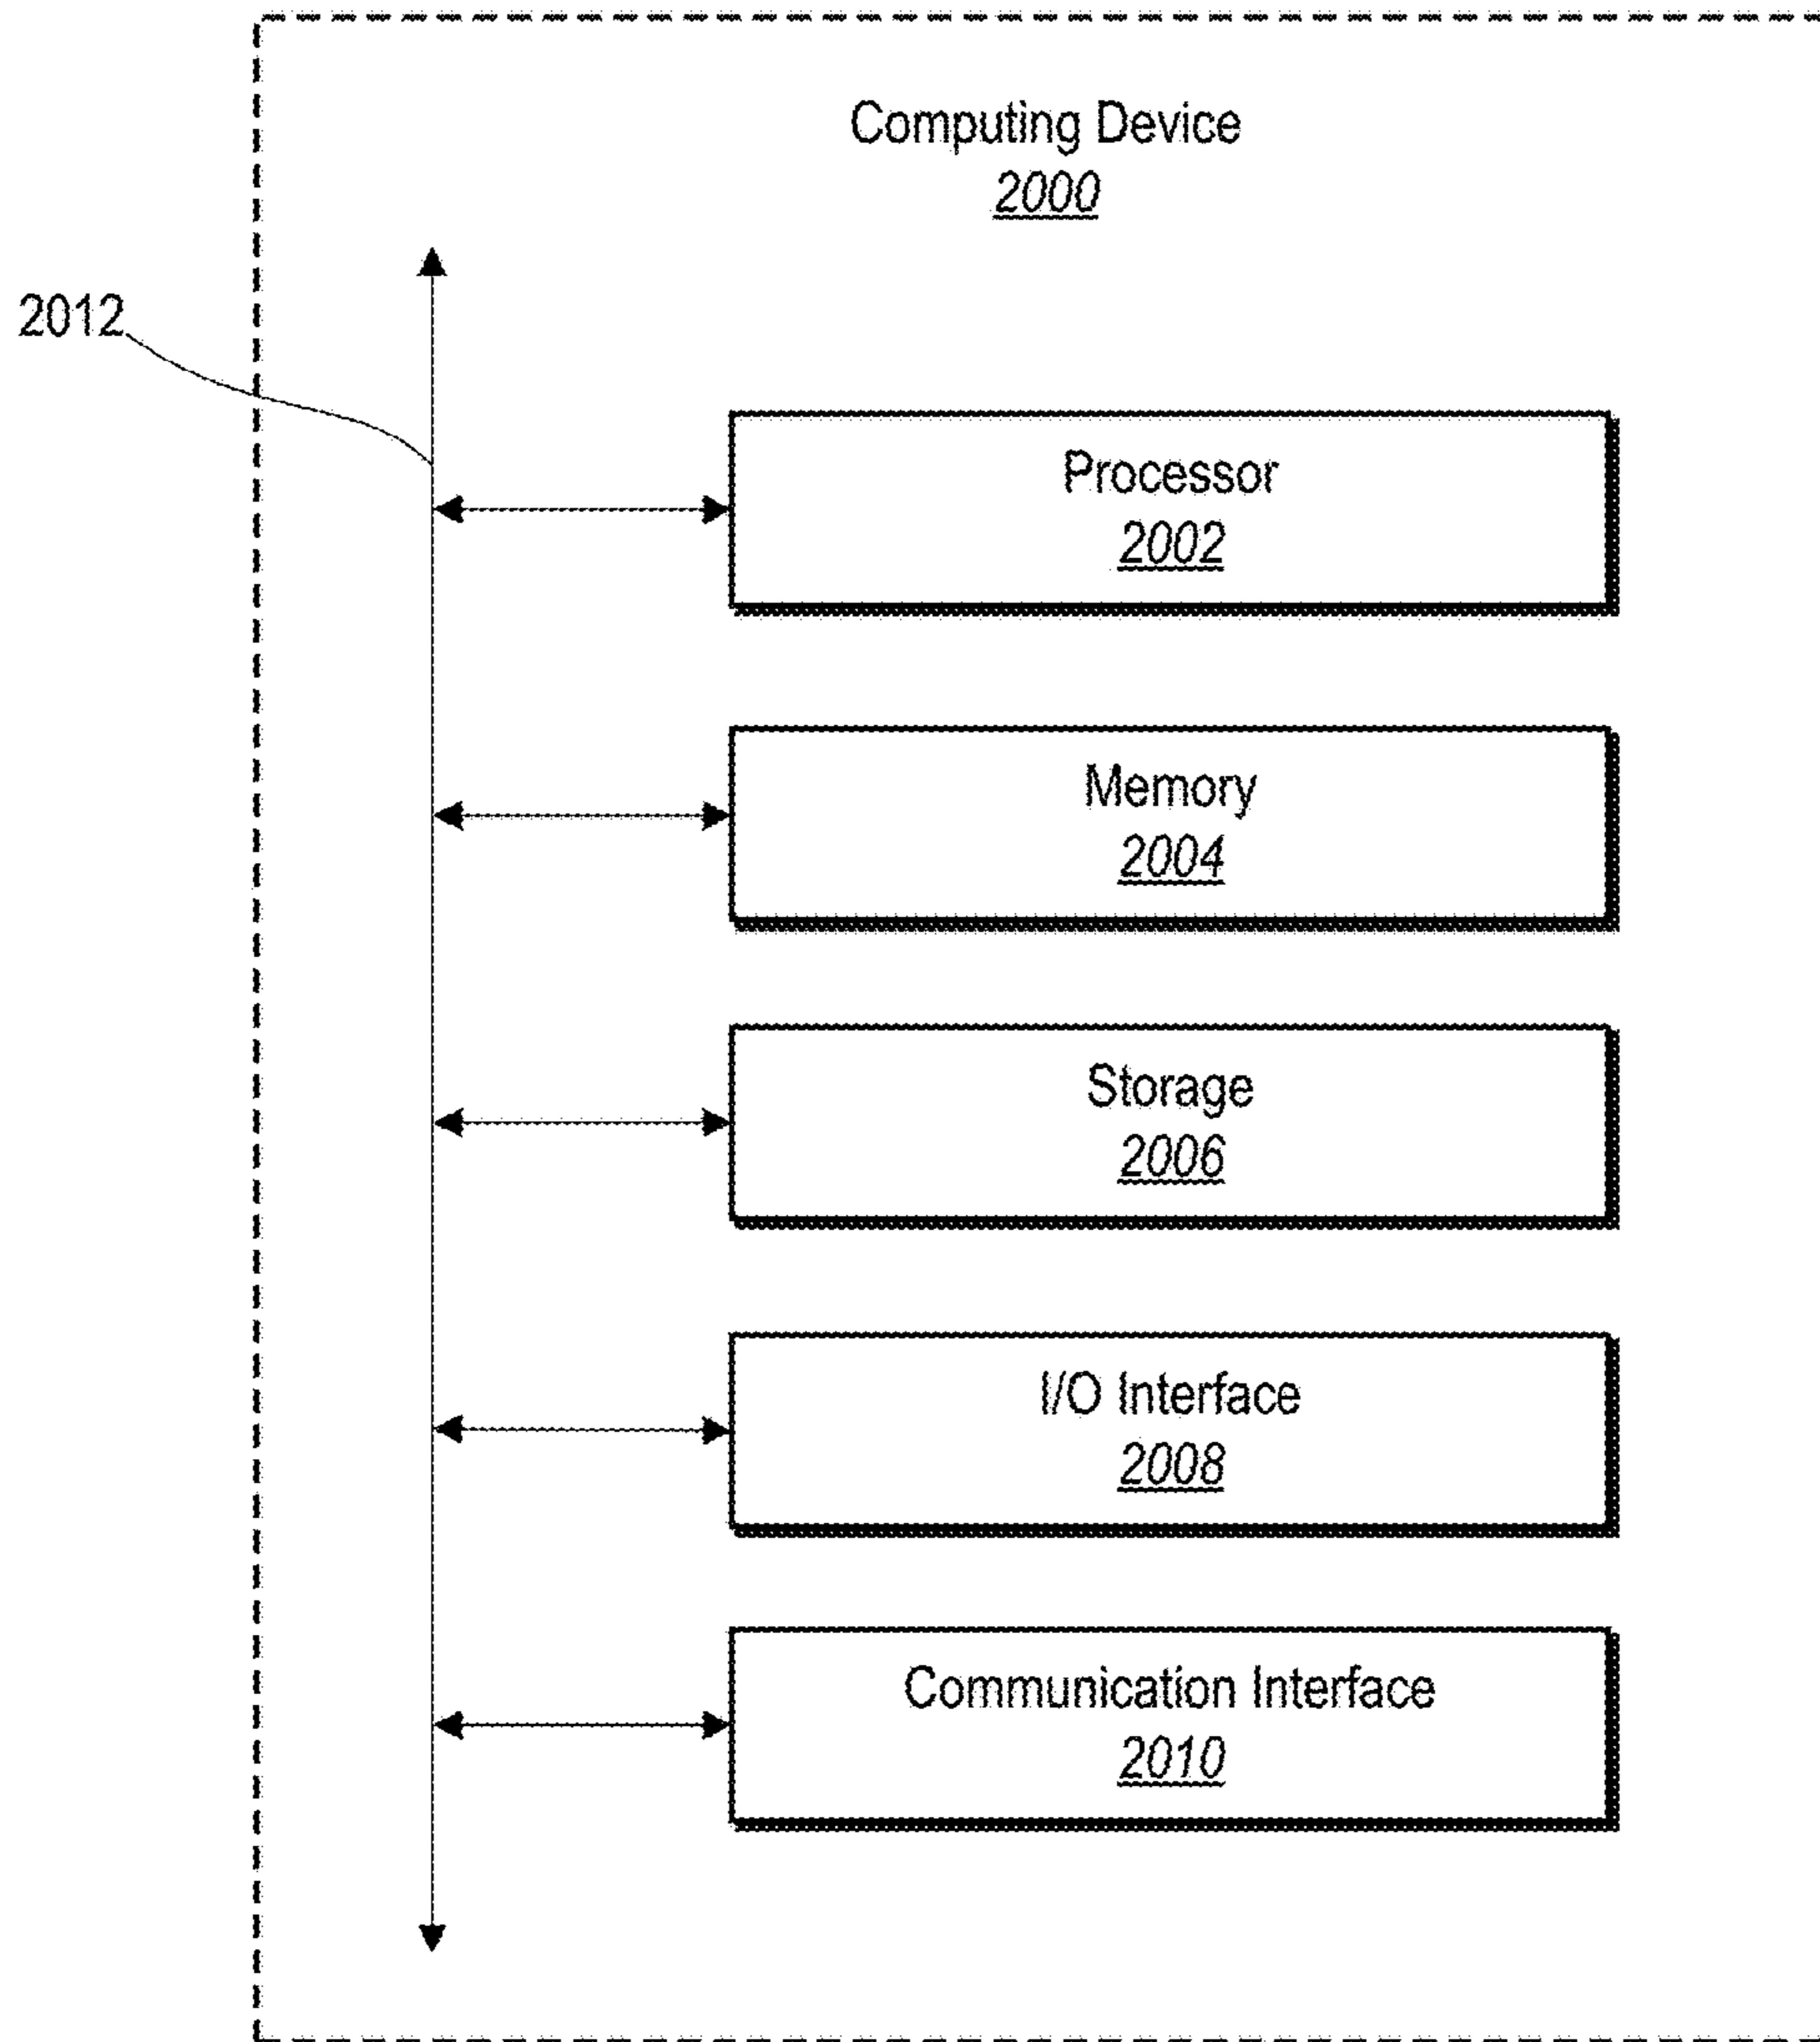 Computing Device
2000
2012
Processor
2002
Memory
2004
Storage
2006
I/O Interface
2008
Communication Interface
2010